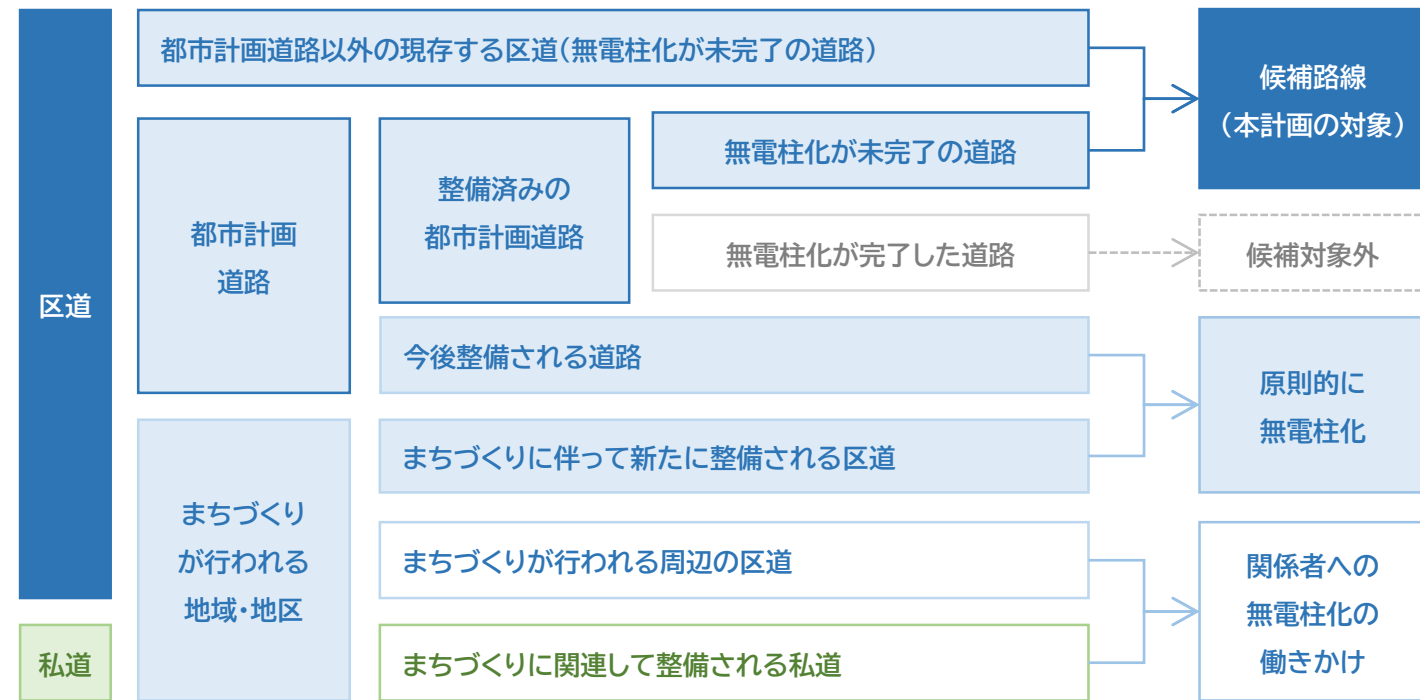 区道
都市計画道路以外の現存する区道(無電柱化が未完了の道路)
候補路線
(本計画の対象)
都市計画
道路
整備済みの
都市計画道路
無電柱化が未完了の道路
無電柱化が完了した道路
候補対象外
今後整備される道路
原則的に
無電柱化
まちづくり
が行われる
地域・地区
まちづくりに伴って新たに整備される区道
まちづくりが行われる周辺の区道
関係者への
無電柱化の
働きかけ
私道
まちづくりに関連して整備される私道